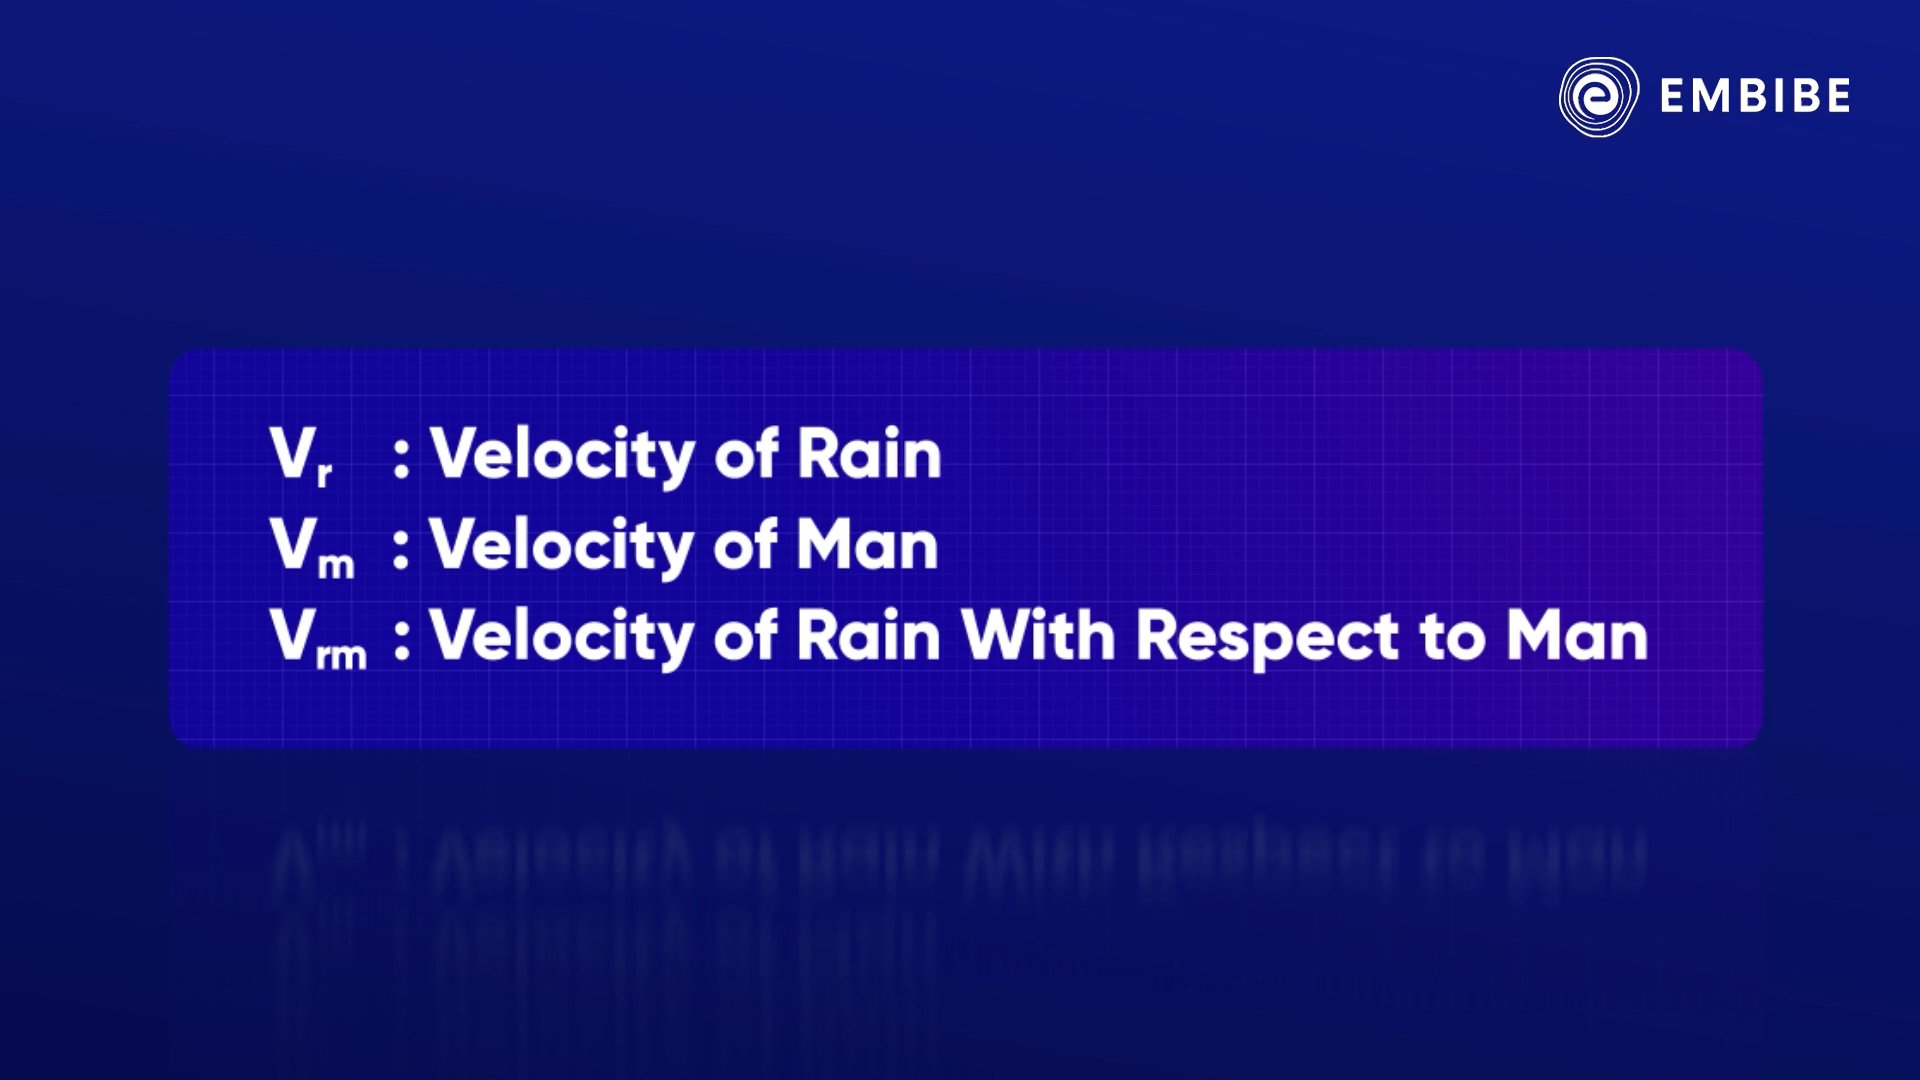 EMBIBE
Vr : Velocity of Rain
Vm : Velocity of Man
Vrm : Velocity of Rain With Respect to Man